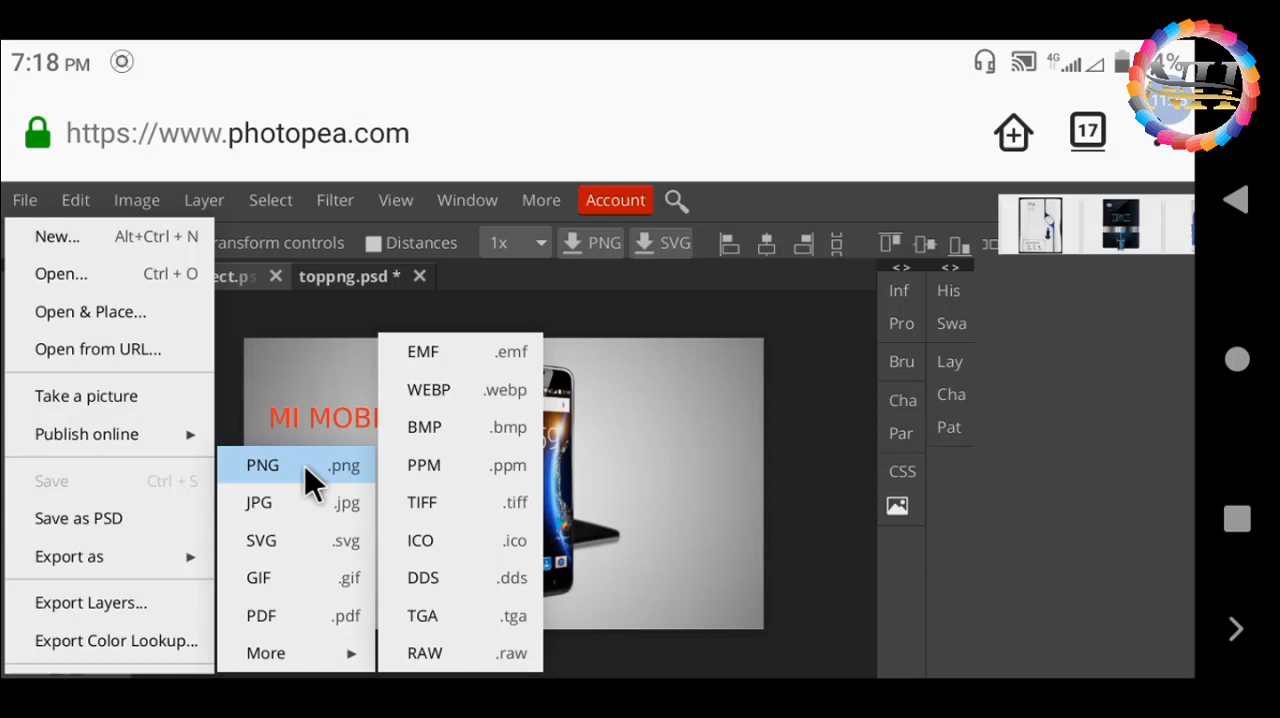 7:18 PM
4G
4%
https://www.photopea.com
17
File Edit Image Layer Select Filter View Window More Account
ransform controls Distances 1x PNG SVG
ect.ps toppng.psd *
New... Alt+Ctrl + N
Open... Ctrl + O
Open & Place...
Open from URL...
Take a picture
Publish online
Save Ctrl + S
Save as PSD
Export as
Export Layers...
Export Color Lookup...
PNG .png
JPG .jpg
SVG .svg
GIF .gif
PDF .pdf
More
EMF .emf
WEBP .webp
BMP .bmp
PPM .ppm
TIFF .tiff
ICO .ico
DDS .dds
TGA .tga
RAW .raw
MI MOBI
< > < >
Inf His
Pro Swa
Bru Lay
Cha Cha
Par Pat
CSS